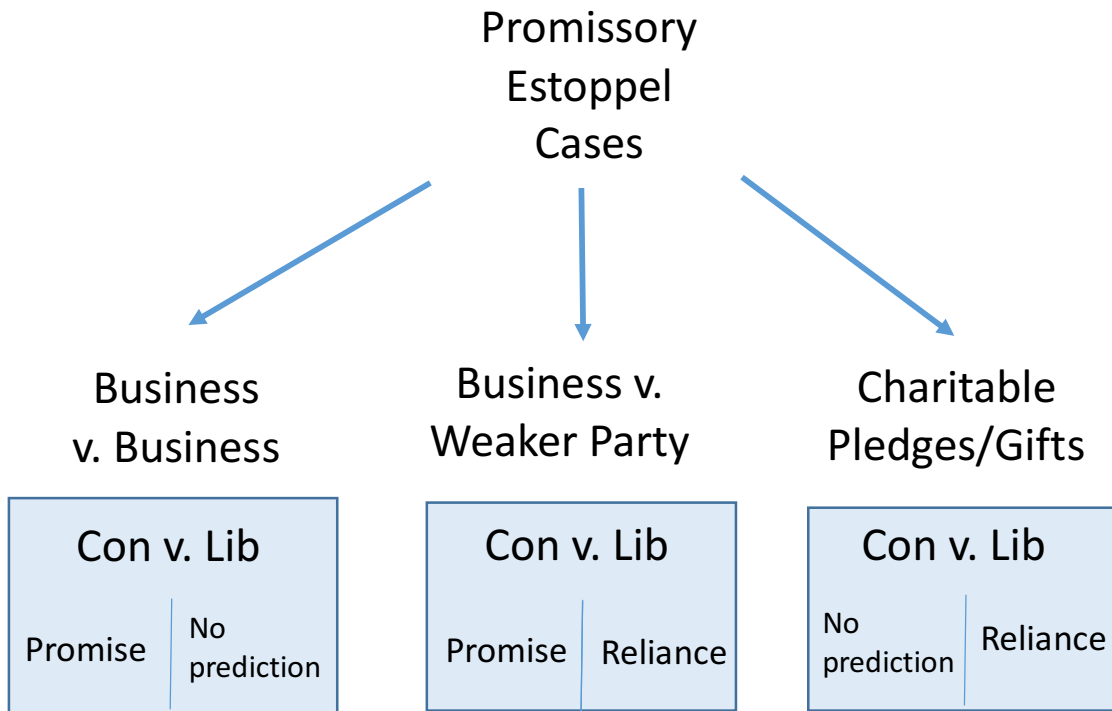 Promissory
Estoppel
Cases
Business
v. Business
Business v.
Weaker Party
Charitable
Pledges/Gifts
Con v. Lib
Promise
No
prediction
Con v. Lib
Promise
Reliance
Con v. Lib
No
prediction
Reliance